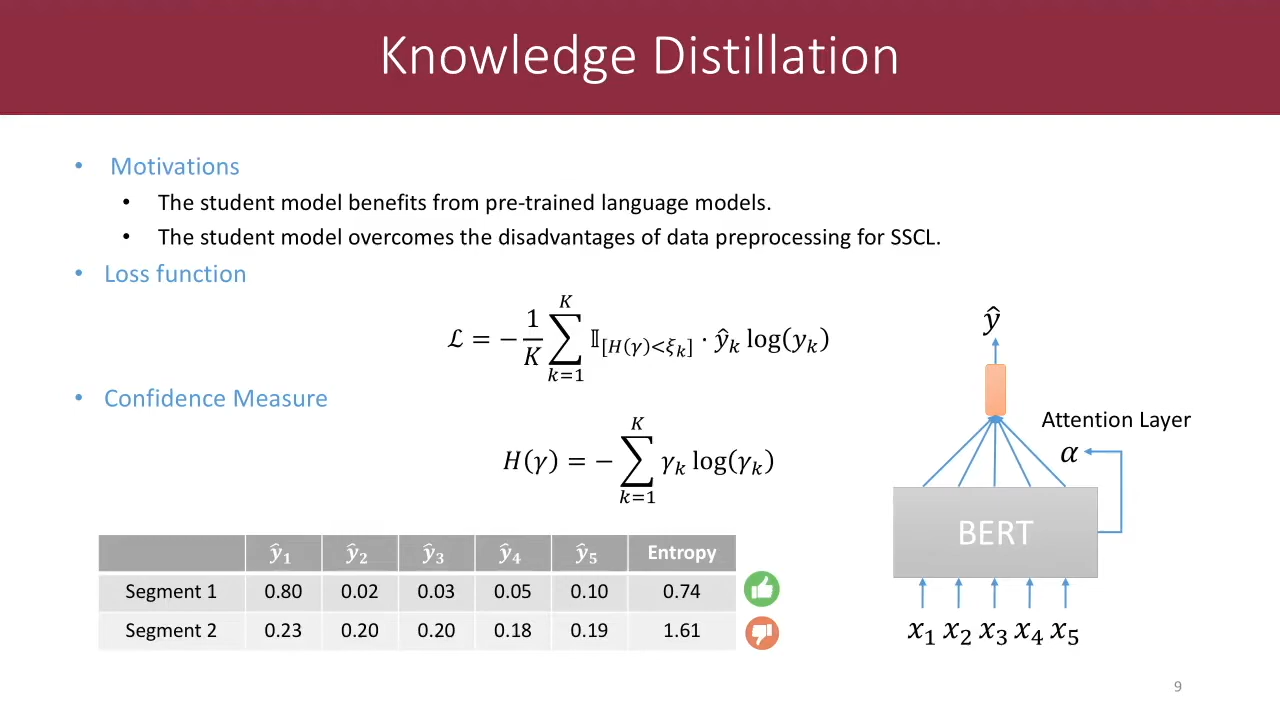 Knowledge Distillation
• Motivations
• The student model benefits from pre-trained language models.
• The student model overcomes the disadvantages of data preprocessing for SSCL.
• Loss function
ℒ = −1/K ∑_{k=1}^{K} 𝕀_{[H(γ)<ξ_k]} · ŷ_k log(y_k)
• Confidence Measure
H(γ) = −∑_{k=1}^{K} γ_k log(γ_k)
ŷ₁ ŷ₂ ŷ₃ ŷ₄ ŷ₅ Entropy
Segment 1 0.80 0.02 0.03 0.05 0.10 0.74
Segment 2 0.23 0.20 0.20 0.18 0.19 1.61
ŷ
Attention Layer
α
BERT
x₁ x₂ x₃ x₄ x₅
9